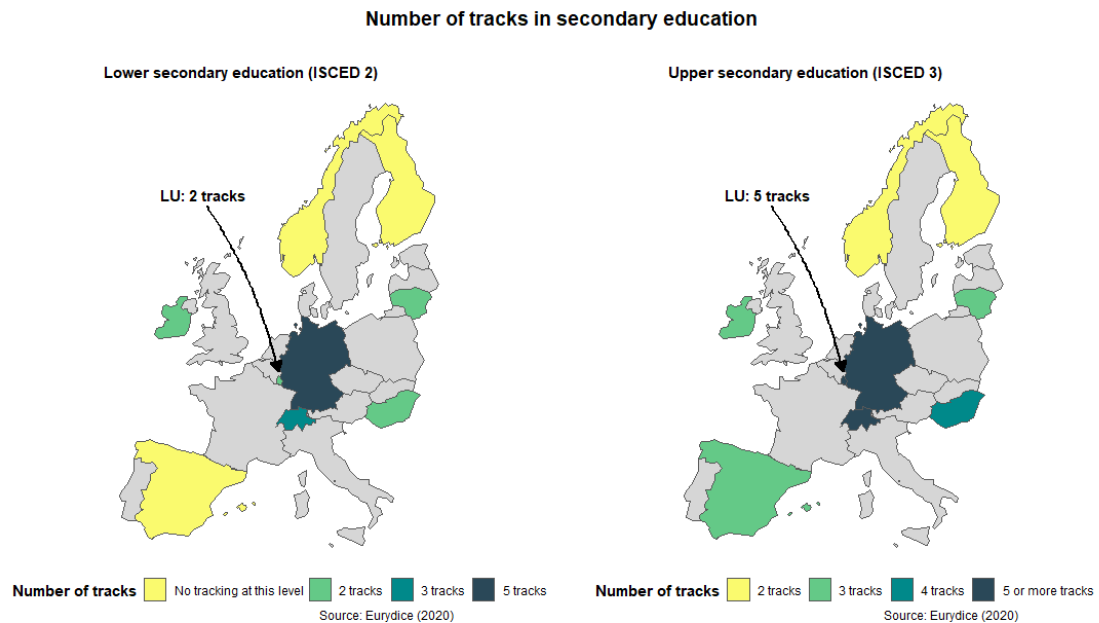 Number of tracks in secondary education
Lower secondary education (ISCED 2)
LU: 2 tracks
Number of tracks No tracking at this level 2 tracks 3 tracks 5 tracks
Source: Eurydice (2020)
Upper secondary education (ISCED 3)
LU: 5 tracks
Number of tracks 2 tracks 3 tracks 4 tracks 5 or more tracks
Source: Eurydice (2020)